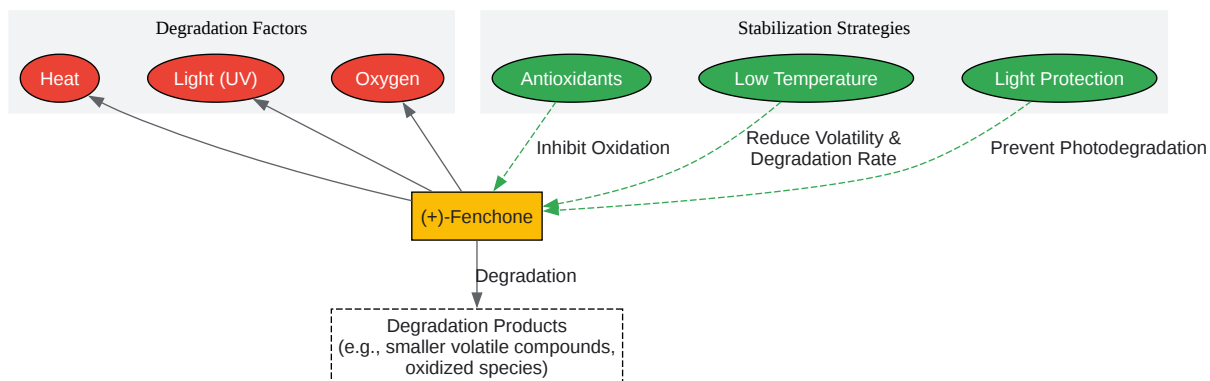 Degradation Factors
Stabilization Strategies
Heat
Light (UV)
Oxygen
Antioxidants
Low Temperature
Light Protection
Inhibit Oxidation
Reduce Volatility &
Degradation Rate
Prevent Photodegradation
(+)-Fenchone
Degradation
Degradation Products
(e.g., smaller volatile compounds,
oxidized species)